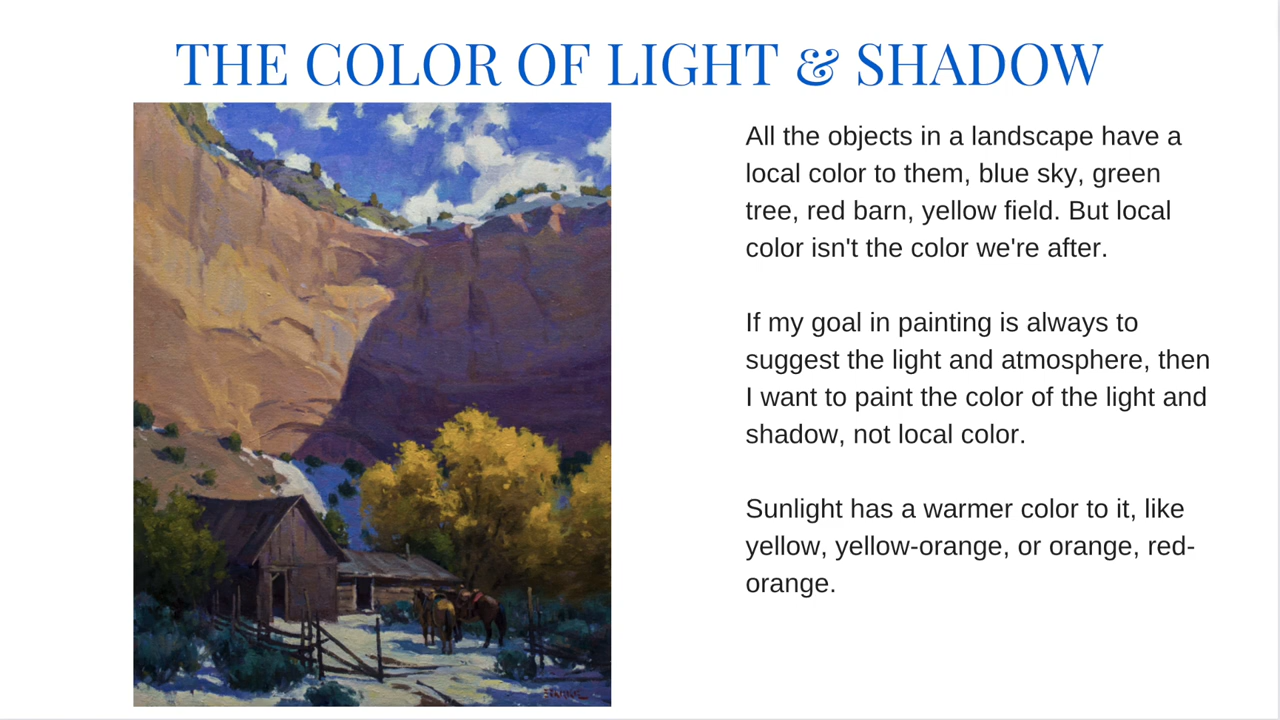 THE COLOR OF LIGHT & SHADOW
All the objects in a landscape have a
local color to them, blue sky, green
tree, red barn, yellow field. But local
color isn't the color we're after.
If my goal in painting is always to
suggest the light and atmosphere, then
I want to paint the color of the light and
shadow, not local color.
Sunlight has a warmer color to it, like
yellow, yellow-orange, or orange, red-
orange.